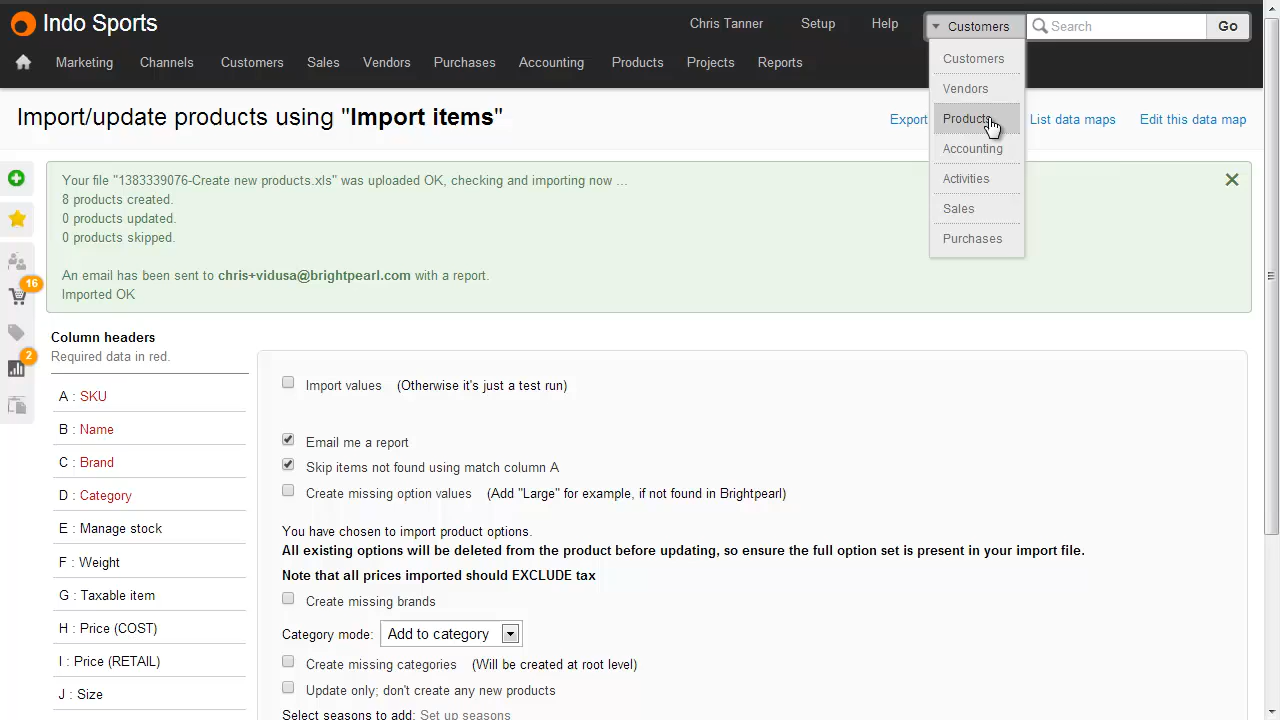 Indo Sports
Chris Tanner Setup Help Customers Search Go
Marketing Channels Customers Sales Vendors Purchases Accounting Products Projects Reports
Customers
Vendors
Products
Accounting
Activities
Sales
Purchases
Import/update products using "Import items"
Export List data maps Edit this data map
Your file "1383339076-Create new products.xls" was uploaded OK, checking and importing now ...
8 products created.
0 products updated.
0 products skipped.
An email has been sent to chris+vidusa@brightpearl.com with a report.
Imported OK
16
2
Column headers
Required data in red.
A : SKU
B : Name
C : Brand
D : Category
E : Manage stock
F : Weight
G : Taxable item
H : Price (COST)
I : Price (RETAIL)
J : Size
Import values (Otherwise it's just a test run)
Email me a report
Skip items not found using match column A
Create missing option values (Add "Large" for example, if not found in Brightpearl)
You have chosen to import product options.
All existing options will be deleted from the product before updating, so ensure the full option set is present in your import file.
Note that all prices imported should EXCLUDE tax
Create missing brands
Category mode: Add to category
Create missing categories (Will be created at root level)
Update only; don't create any new products
Select seasons to add: Set up seasons